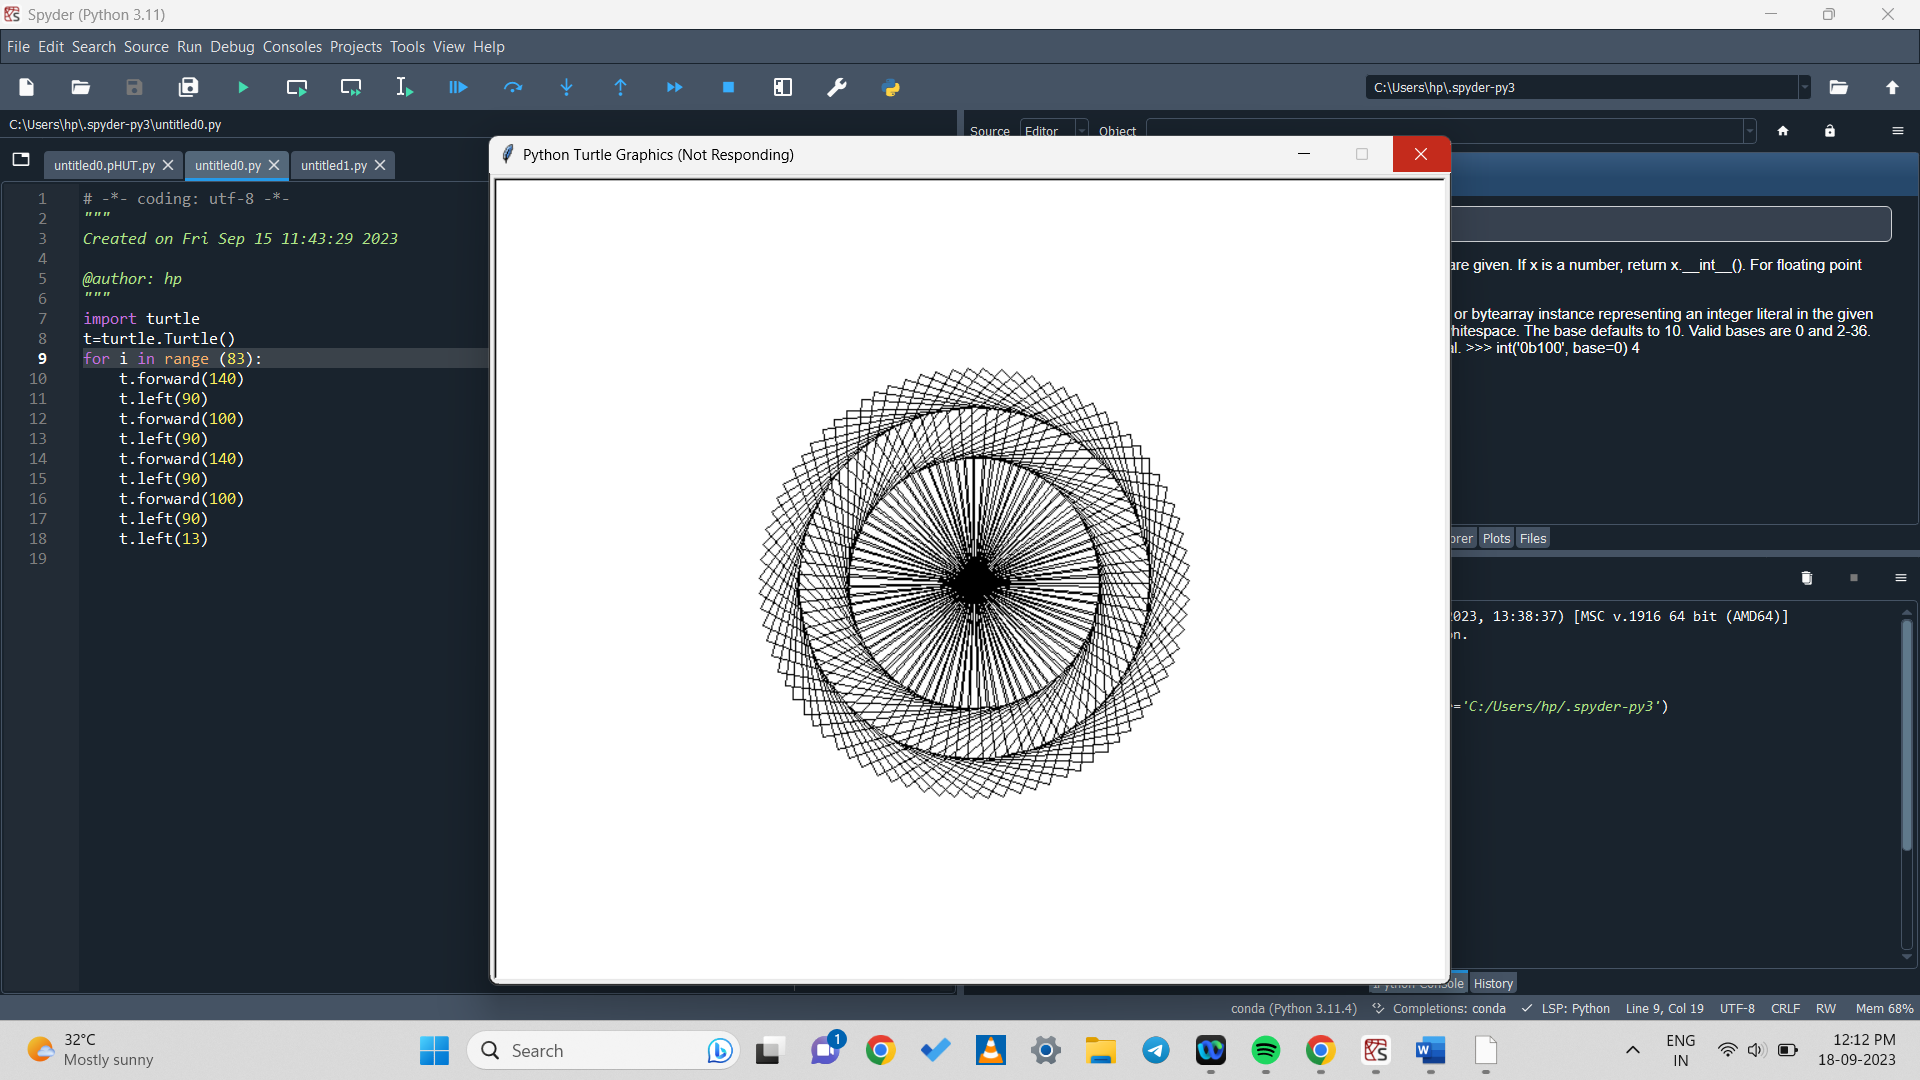 Spyder (Python 3.11)
File Edit Search Source Run Debug Consoles Projects Tools View Help
C:\Users\hp\.spyder-py3
C:\Users\hp\.spyder-py3\untitled0.py
Source Editor Object
untitled0.pHUT.py untitled0.py untitled1.py
Python Turtle Graphics (Not Responding)
1 # -*- coding: utf-8 -*-
2 """
3 Created on Fri Sep 15 11:43:29 2023
4
5 @author: hp
6 """
7 import turtle
8 t=turtle.Turtle()
9 for i in range (83):
10 t.forward(140)
11 t.left(90)
12 t.forward(100)
13 t.left(90)
14 t.forward(140)
15 t.left(90)
16 t.forward(100)
17 t.left(90)
18 t.left(13)
19
are given. If x is a number, return x.__int__(). For floating point
or bytearray instance representing an integer literal in the given
hitespace. The base defaults to 10. Valid bases are 0 and 2-36.
l. >>> int('0b100', base=0) 4
orer Plots Files
023, 13:38:37) [MSC v.1916 64 bit (AMD64)]
on.
='C:/Users/hp/.spyder-py3')
IPython Console History
conda (Python 3.11.4) Completions: conda LSP: Python Line 9, Col 19 UTF-8 CRLF RW Mem 68%
32°C
Mostly sunny
Search
1
ENG
IN
12:12 PM
18-09-2023